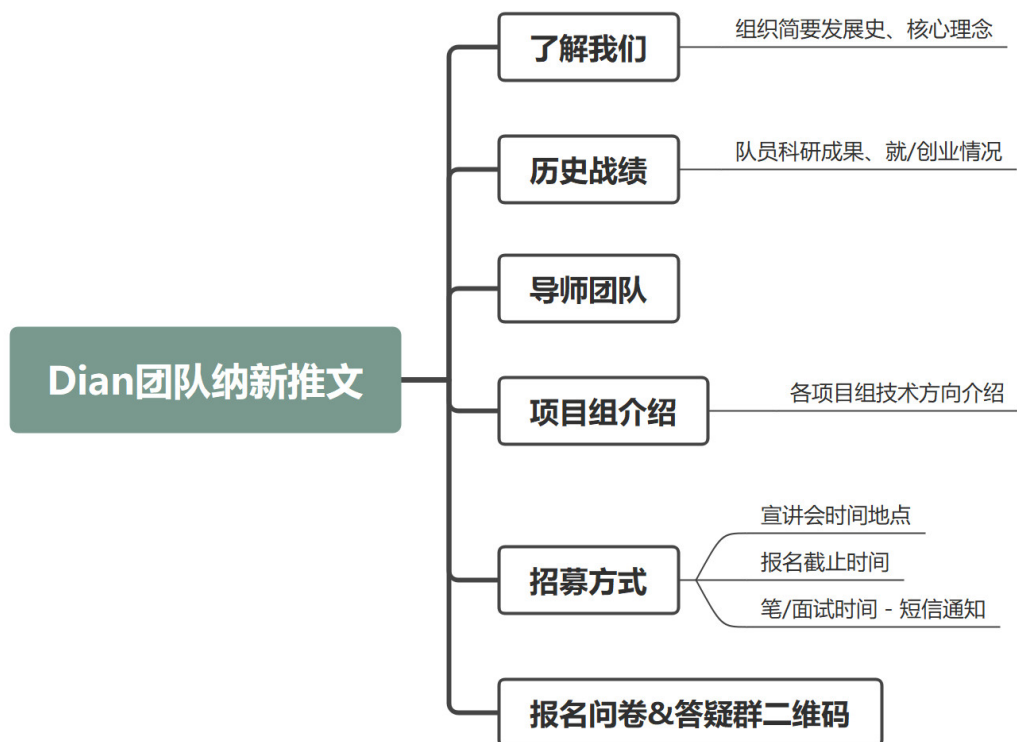 Dian团队纳新推文
了解我们
组织简要发展史、核心理念
历史战绩
队员科研成果、就/创业情况
导师团队
项目组介绍
各项目组技术方向介绍
招募方式
宣讲会时间地点
报名截止时间
笔/面试时间 - 短信通知
报名问卷&答疑群二维码